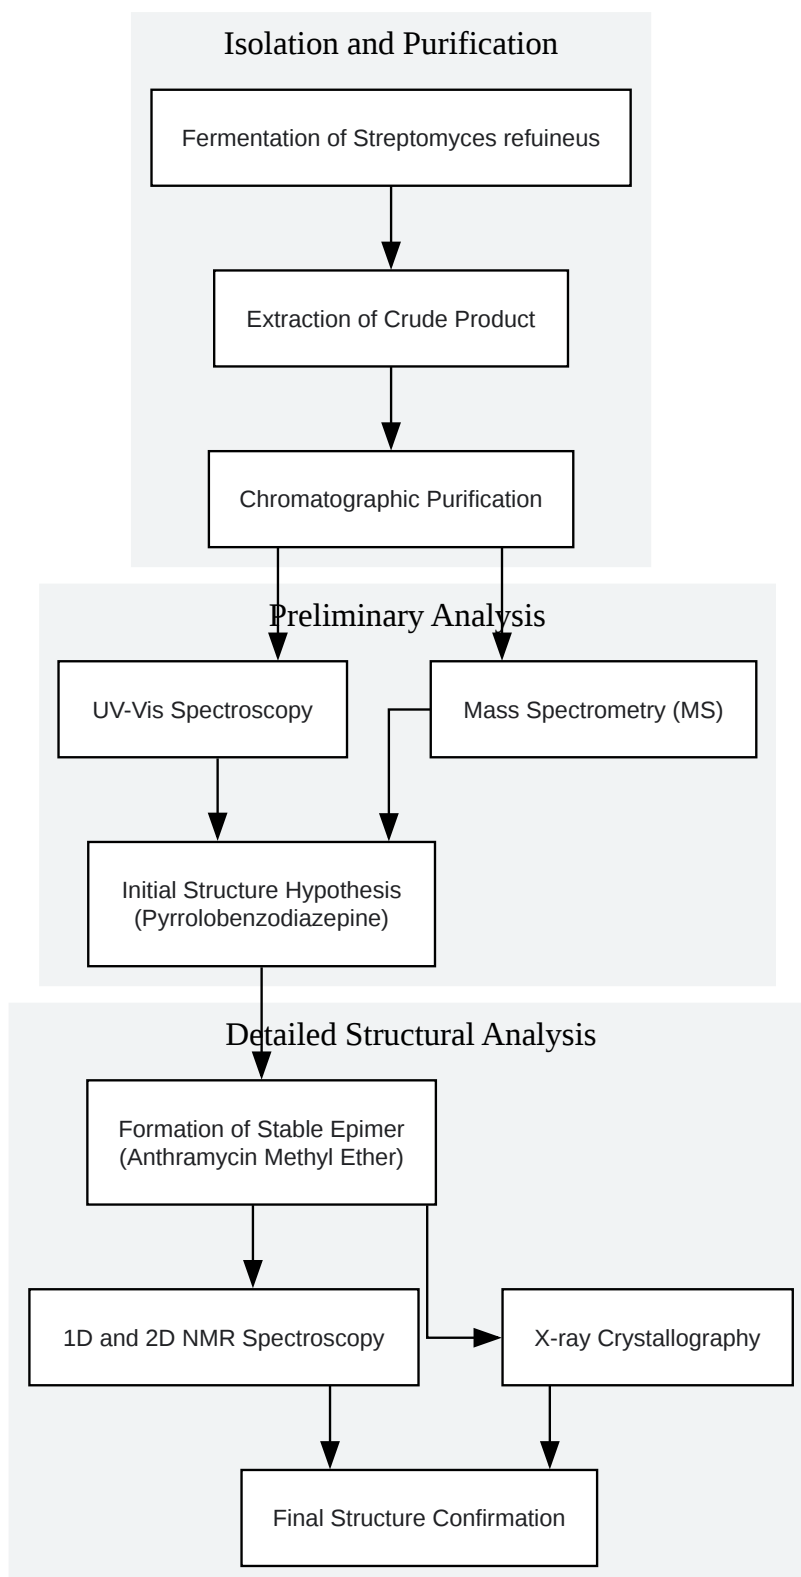 Isolation and Purification
Fermentation of Streptomyces refuineus
Extraction of Crude Product
Chromatographic Purification
Preliminary Analysis
UV-Vis Spectroscopy
Mass Spectrometry (MS)
Initial Structure Hypothesis
(Pyrrolobenzodiazepine)
Detailed Structural Analysis
Formation of Stable Epimer
(Anthramycin Methyl Ether)
1D and 2D NMR Spectroscopy
X-ray Crystallography
Final Structure Confirmation